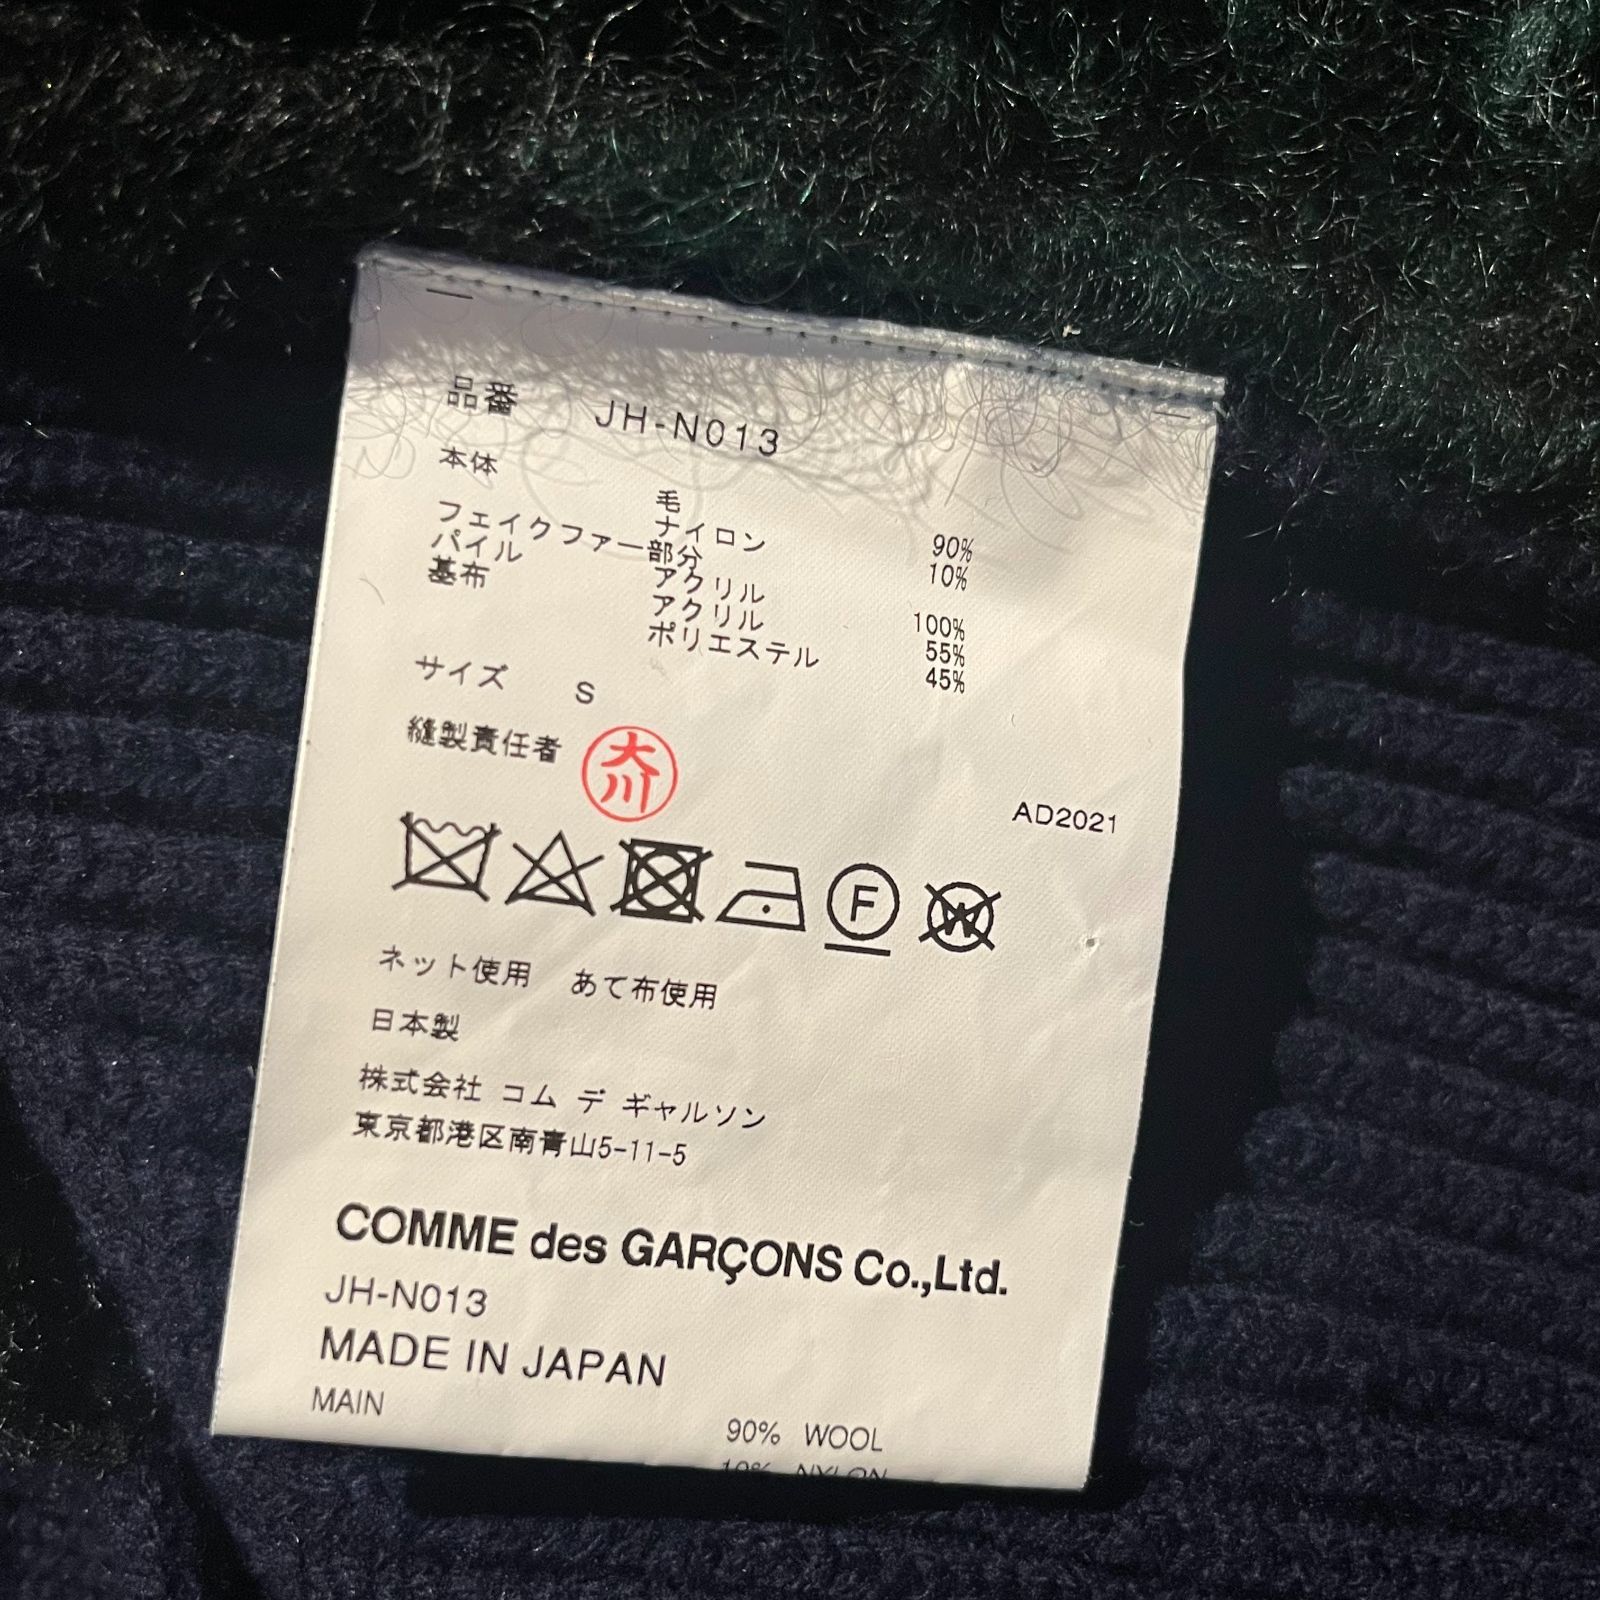 品番 JH-N013
本体
毛 90%
ナイロン 10%
フェイクファー部分
パイル アクリル 100%
基布 アクリル 55%
ポリエステル 45%
サイズ S
縫製責任者 大川
AD2021
F
W
ネット使用 あて布使用
日本製
株式会社 コム デ ギャルソン
東京都港区南青山5-11-5
COMME des GARÇONS Co.,Ltd.
JH-N013
MADE IN JAPAN
MAIN
90% WOOL
10% NYLON